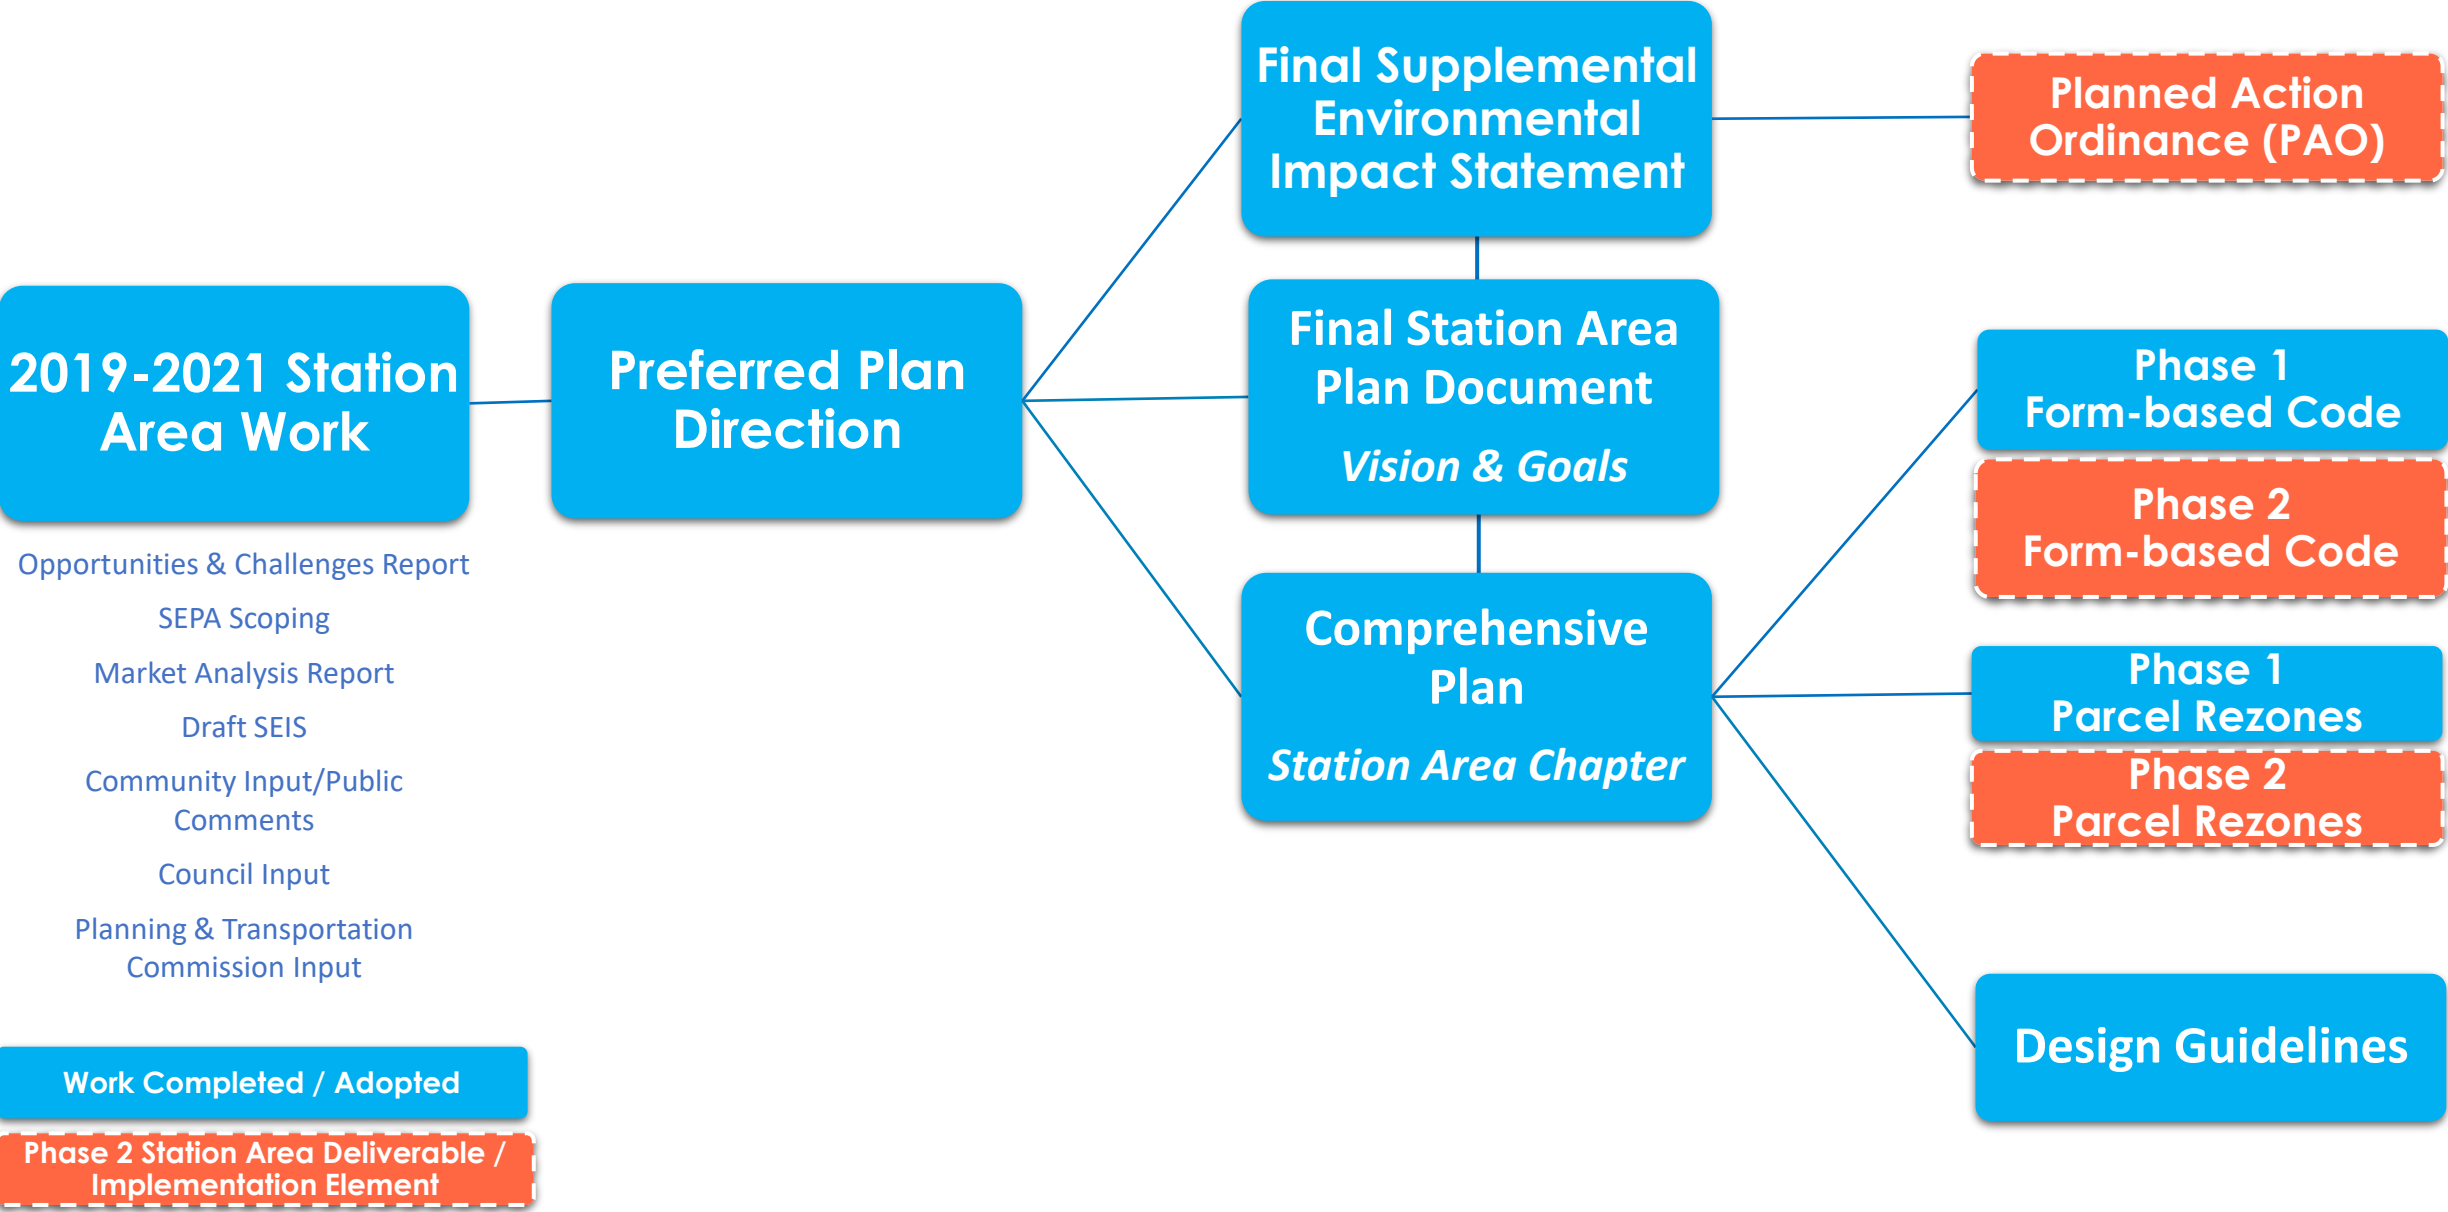 2019-2021 Station
Area Work
Opportunities & Challenges Report
SEPA Scoping
Market Analysis Report
Draft SEIS
Community Input/Public
Comments
Council Input
Planning & Transportation
Commission Input
Work Completed / Adopted
Phase 2 Station Area Deliverable /
Implementation Element
Preferred Plan
Direction
Final Supplemental
Environmental
Impact Statement
Final Station Area
Plan Document
Vision & Goals
Comprehensive
Plan
Station Area Chapter
Planned Action
Ordinance (PAO)
Phase 1
Form-based Code
Phase 2
Form-based Code
Phase 1
Parcel Rezones
Phase 2
Parcel Rezones
Design Guidelines